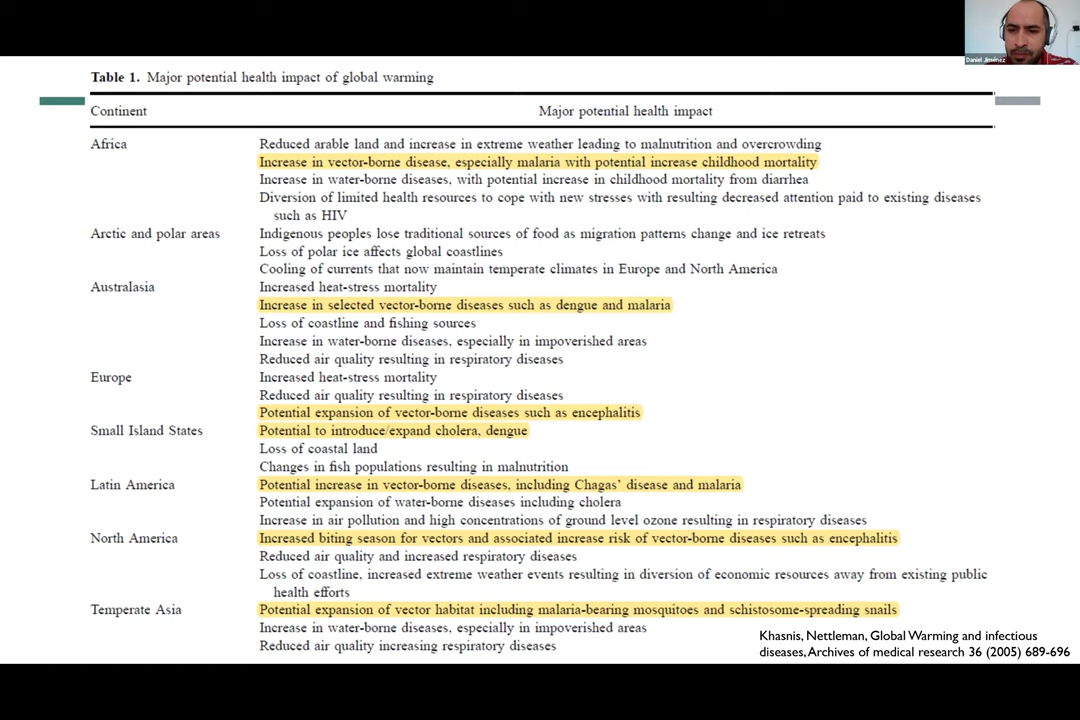 Daniel Jiménez
Table 1. Major potential health impact of global warming
Continent Major potential health impact
Africa Reduced arable land and increase in extreme weather leading to malnutrition and overcrowding
Increase in vector-borne disease, especially malaria with potential increase childhood mortality
Increase in water-borne diseases, with potential increase in childhood mortality from diarrhea
Diversion of limited health resources to cope with new stresses with resulting decreased attention paid to existing diseases
such as HIV
Arctic and polar areas Indigenous peoples lose traditional sources of food as migration patterns change and ice retreats
Loss of polar ice affects global coastlines
Cooling of currents that now maintain temperate climates in Europe and North America
Australasia Increased heat-stress mortality
Increase in selected vector-borne diseases such as dengue and malaria
Loss of coastline and fishing sources
Increase in water-borne diseases, especially in impoverished areas
Reduced air quality resulting in respiratory diseases
Europe Increased heat-stress mortality
Reduced air quality resulting in respiratory diseases
Potential expansion of vector-borne diseases such as encephalitis
Small Island States Potential to introduce/expand cholera, dengue
Loss of coastal land
Changes in fish populations resulting in malnutrition
Latin America Potential increase in vector-borne diseases, including Chagas' disease and malaria
Potential expansion of water-borne diseases including cholera
Increase in air pollution and high concentrations of ground level ozone resulting in respiratory diseases
North America Increased biting season for vectors and associated increase risk of vector-borne diseases such as encephalitis
Reduced air quality and increased respiratory diseases
Loss of coastline, increased extreme weather events resulting in diversion of economic resources away from existing public
health efforts
Temperate Asia Potential expansion of vector habitat including malaria-bearing mosquitoes and schistosome-spreading snails
Increase in water-borne diseases, especially in impoverished areas
Reduced air quality increasing respiratory diseases
Khasnis, Nettleman, Global Warming and infectious
diseases, Archives of medical research 36 (2005) 689-696